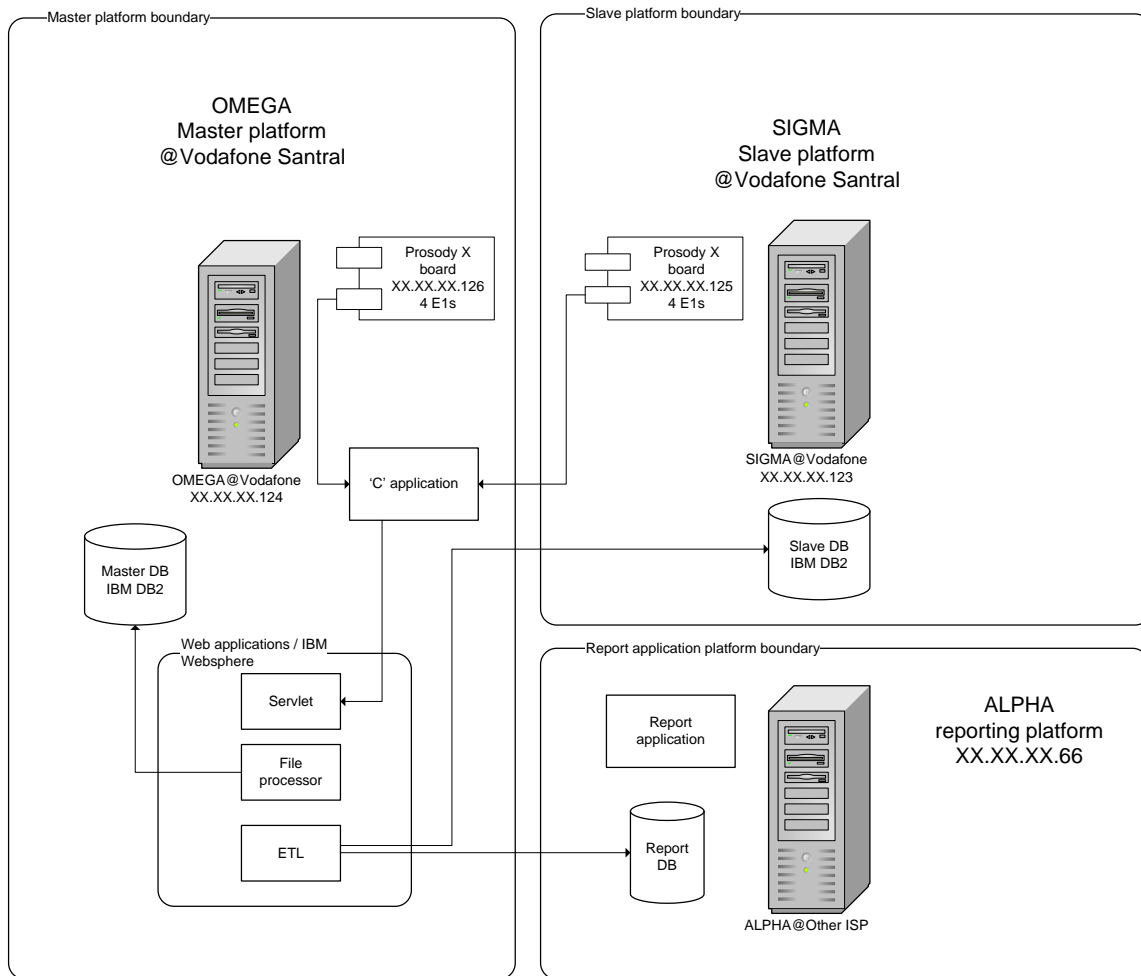 Master platform boundary
OMEGA
Master platform
@Vodafone Santral
Prosody X
board
XX.XX.XX.126
4 E1s
OMEGA@Vodafone
XX.XX.XX.124
'C' application
Master DB
IBM DB2
Web applications / IBM
Websphere
Servlet
File
processor
ETL
Slave platform boundary
SIGMA
Slave platform
@Vodafone Santral
Prosody X
board
XX.XX.XX.125
4 E1s
SIGMA@Vodafone
XX.XX.XX.123
Slave DB
IBM DB2
Report application platform boundary
Report
application
ALPHA
reporting platform
XX.XX.XX.66
Report
DB
ALPHA@Other ISP